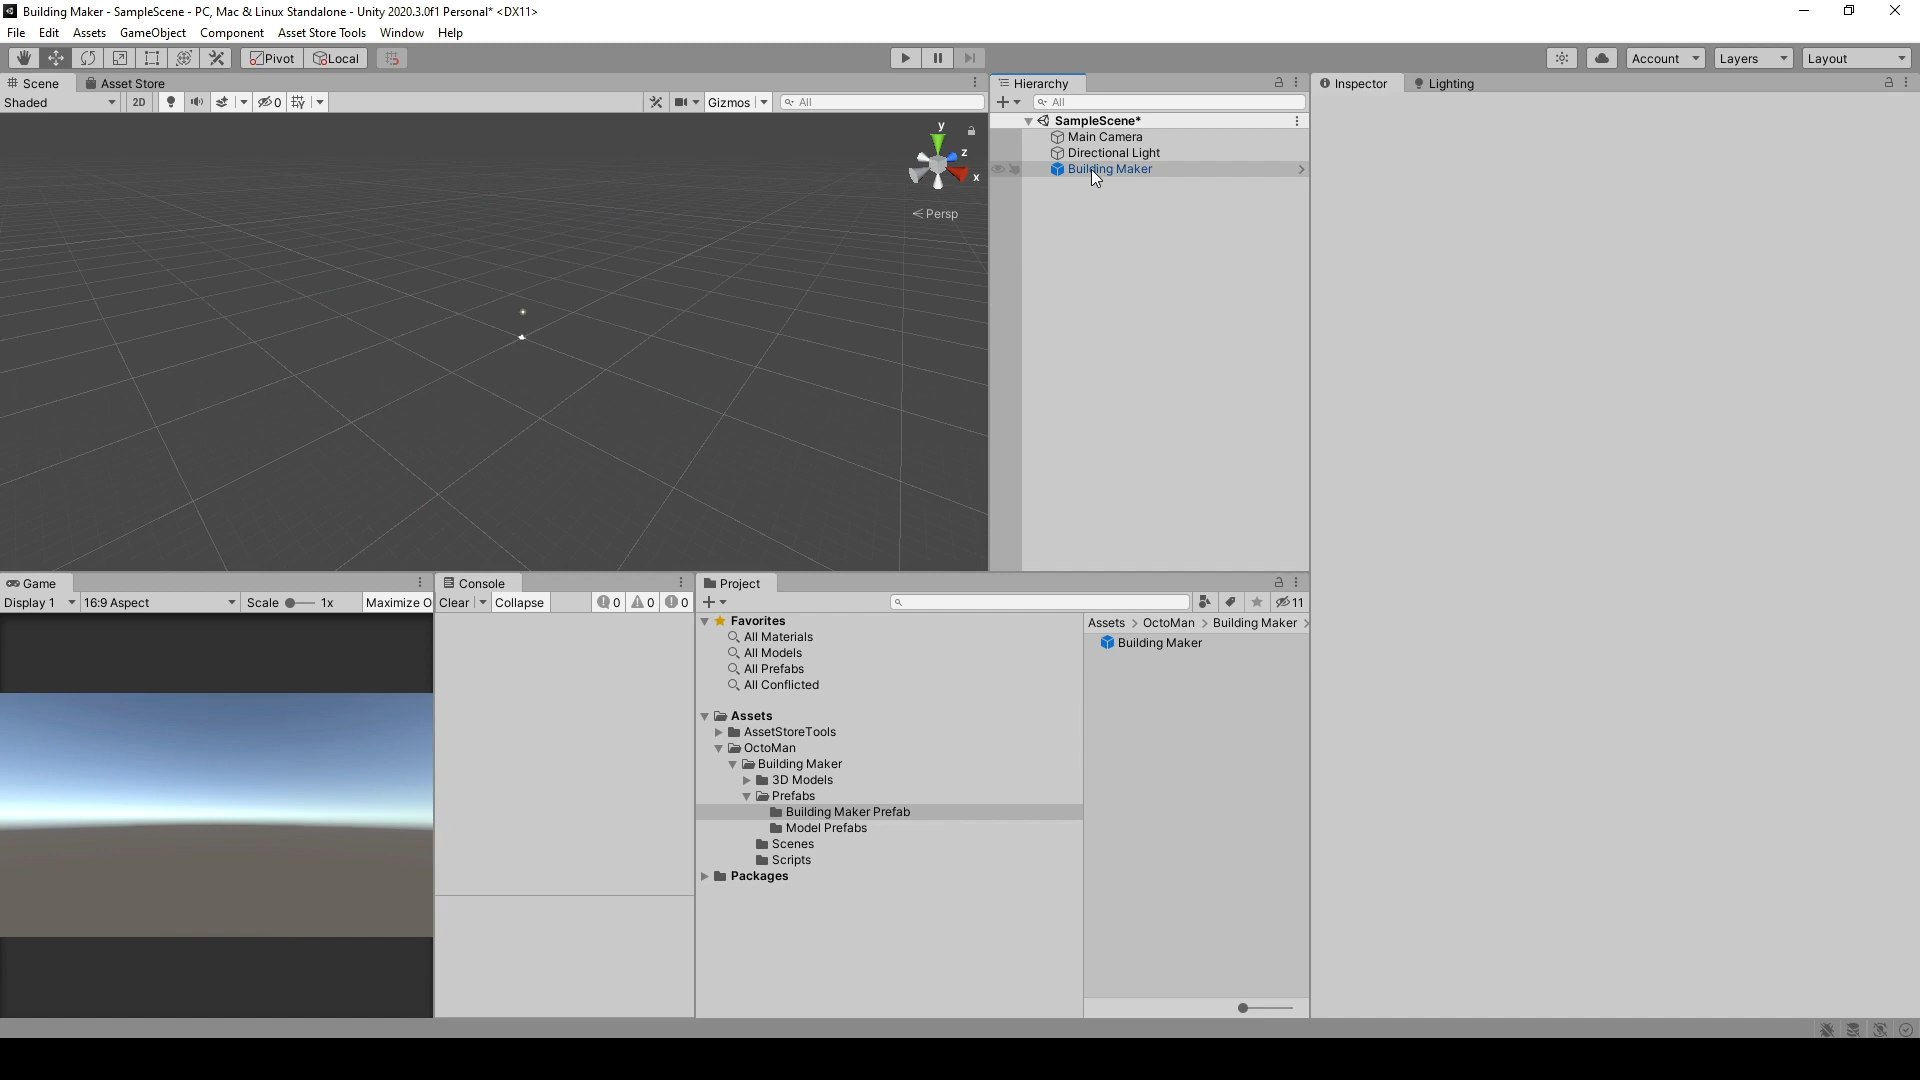 Building Maker - SampleScene - PC, Mac & Linux Standalone - Unity 2020.3.0f1 Personal* <DX11>
File Edit Assets GameObject Component Asset Store Tools Window Help
Pivot Local Account Layers Layout
Scene Asset Store
Shaded 2D 0 Gizmos All
y
z
x
Persp
Hierarchy
All
SampleScene*
Main Camera
Directional Light
Building Maker
Inspector Lighting
Game
Display 1 16:9 Aspect Scale 1x Maximize O
Console
Clear Collapse 0 0 0
Project
11
Favorites
All Materials
All Models
All Prefabs
All Conflicted
Assets
AssetStoreTools
OctoMan
Building Maker
3D Models
Prefabs
Building Maker Prefab
Model Prefabs
Scenes
Scripts
Packages
Assets > OctoMan > Building Maker >
Building Maker